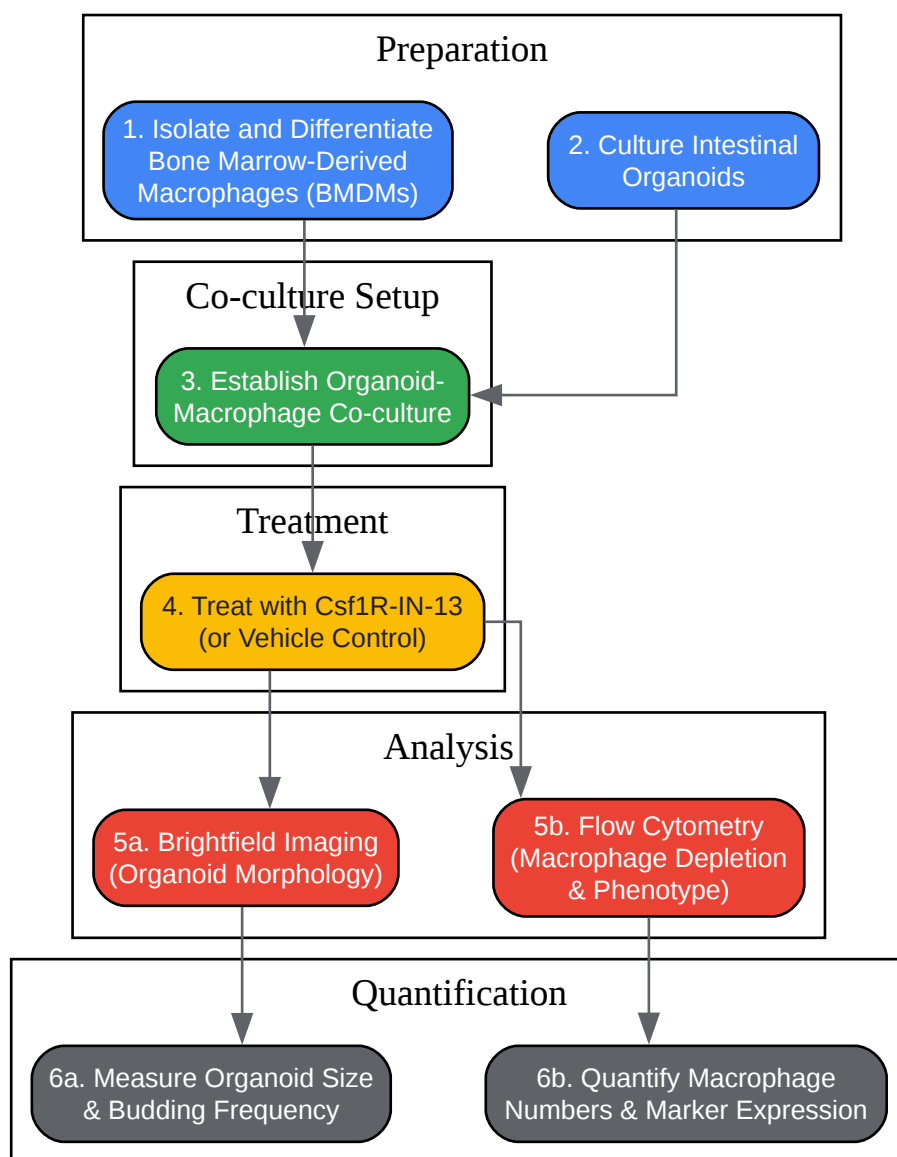 Preparation
1. Isolate and Differentiate
Bone Marrow-Derived
Macrophages (BMDMs)
2. Culture Intestinal
Organoids
Co-culture Setup
3. Establish Organoid-
Macrophage Co-culture
Treatment
4. Treat with Csf1R-IN-13
(or Vehicle Control)
Analysis
5a. Brightfield Imaging
(Organoid Morphology)
5b. Flow Cytometry
(Macrophage Depletion
& Phenotype)
Quantification
6a. Measure Organoid Size
& Budding Frequency
6b. Quantify Macrophage
Numbers & Marker Expression